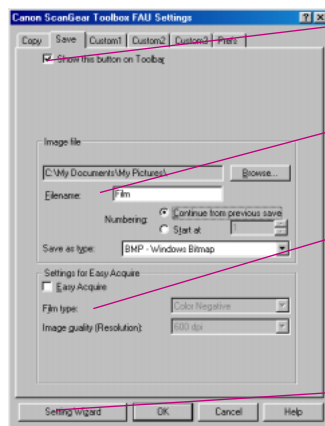 Canon ScanGear Toolbox FAU Settings
Copy Save Custom1 Custom2 Custom3 Prefs
Show this button on Toolbar
Image file
C:\My Documents\My Pictures\ Browse...
Filename: Film
Numbering: Continue from previous save
Start at 1
Save as type: BMP - Windows Bitmap
Settings for Easy Acquire
Easy Acquire
Film type: Color Negative
Image quality (Resolution): 600 dpi
Setting Wizard OK Cancel Help